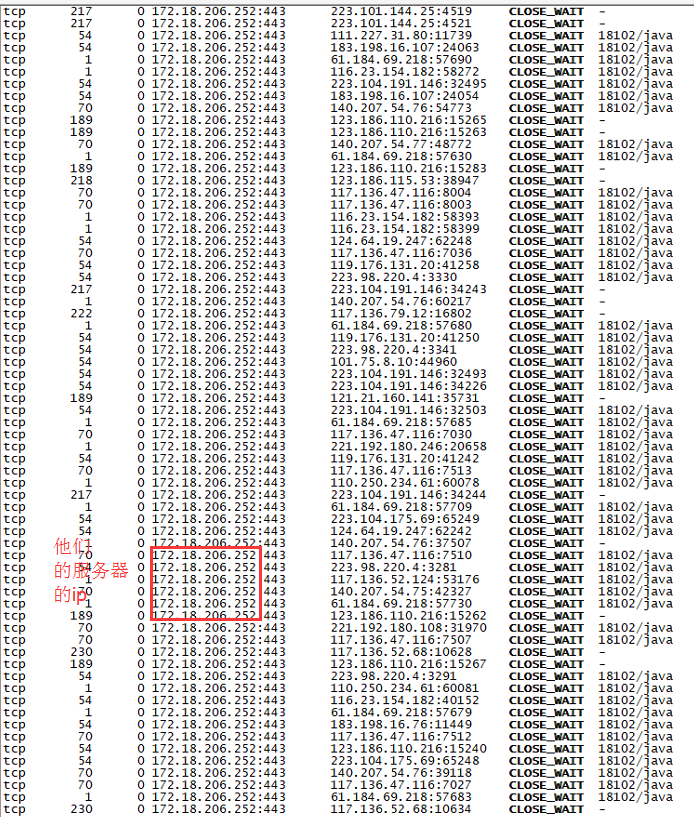 tcp 217 0 172.18.206.252:443 223.101.144.25:4519 CLOSE_WAIT -
tcp 217 0 172.18.206.252:443 223.101.144.25:4521 CLOSE_WAIT -
tcp 54 0 172.18.206.252:443 111.227.31.80:11739 CLOSE_WAIT 18102/java
tcp 54 0 172.18.206.252:443 183.198.16.107:24063 CLOSE_WAIT 18102/java
tcp 1 0 172.18.206.252:443 61.184.69.218:57690 CLOSE_WAIT 18102/java
tcp 1 0 172.18.206.252:443 116.23.154.182:58272 CLOSE_WAIT 18102/java
tcp 54 0 172.18.206.252:443 223.104.191.146:32495 CLOSE_WAIT 18102/java
tcp 54 0 172.18.206.252:443 183.198.16.107:24054 CLOSE_WAIT 18102/java
tcp 70 0 172.18.206.252:443 140.207.54.76:54773 CLOSE_WAIT 18102/java
tcp 189 0 172.18.206.252:443 123.186.110.216:15265 CLOSE_WAIT -
tcp 189 0 172.18.206.252:443 123.186.110.216:15263 CLOSE_WAIT -
tcp 70 0 172.18.206.252:443 140.207.54.77:48772 CLOSE_WAIT 18102/java
tcp 1 0 172.18.206.252:443 61.184.69.218:57630 CLOSE_WAIT 18102/java
tcp 189 0 172.18.206.252:443 123.186.110.216:15283 CLOSE_WAIT -
tcp 218 0 172.18.206.252:443 123.186.115.53:38947 CLOSE_WAIT -
tcp 70 0 172.18.206.252:443 117.136.47.116:8004 CLOSE_WAIT 18102/java
tcp 70 0 172.18.206.252:443 117.136.47.116:8003 CLOSE_WAIT 18102/java
tcp 1 0 172.18.206.252:443 116.23.154.182:58393 CLOSE_WAIT 18102/java
tcp 1 0 172.18.206.252:443 116.23.154.182:58399 CLOSE_WAIT 18102/java
tcp 54 0 172.18.206.252:443 124.64.19.247:62248 CLOSE_WAIT 18102/java
tcp 70 0 172.18.206.252:443 117.136.47.116:7036 CLOSE_WAIT 18102/java
tcp 54 0 172.18.206.252:443 119.176.131.20:41258 CLOSE_WAIT 18102/java
tcp 54 0 172.18.206.252:443 223.98.220.4:3330 CLOSE_WAIT 18102/java
tcp 217 0 172.18.206.252:443 223.104.191.146:34243 CLOSE_WAIT -
tcp 1 0 172.18.206.252:443 140.207.54.76:60217 CLOSE_WAIT -
tcp 222 0 172.18.206.252:443 117.136.79.12:16802 CLOSE_WAIT -
tcp 1 0 172.18.206.252:443 61.184.69.218:57680 CLOSE_WAIT 18102/java
tcp 54 0 172.18.206.252:443 119.176.131.20:41250 CLOSE_WAIT 18102/java
tcp 54 0 172.18.206.252:443 223.98.220.4:3341 CLOSE_WAIT 18102/java
tcp 54 0 172.18.206.252:443 101.75.8.10:44960 CLOSE_WAIT 18102/java
tcp 54 0 172.18.206.252:443 223.104.191.146:32493 CLOSE_WAIT 18102/java
tcp 54 0 172.18.206.252:443 223.104.191.146:34226 CLOSE_WAIT 18102/java
tcp 189 0 172.18.206.252:443 121.21.160.141:35731 CLOSE_WAIT -
tcp 54 0 172.18.206.252:443 223.104.191.146:32503 CLOSE_WAIT 18102/java
tcp 1 0 172.18.206.252:443 61.184.69.218:57685 CLOSE_WAIT 18102/java
tcp 70 0 172.18.206.252:443 117.136.47.116:7030 CLOSE_WAIT 18102/java
tcp 1 0 172.18.206.252:443 221.192.180.246:20658 CLOSE_WAIT 18102/java
tcp 54 0 172.18.206.252:443 119.176.131.20:41242 CLOSE_WAIT 18102/java
tcp 70 0 172.18.206.252:443 117.136.47.116:7513 CLOSE_WAIT 18102/java
tcp 1 0 172.18.206.252:443 110.250.234.61:60078 CLOSE_WAIT 18102/java
tcp 217 0 172.18.206.252:443 223.104.191.146:34244 CLOSE_WAIT -
tcp 1 0 172.18.206.252:443 61.184.69.218:57709 CLOSE_WAIT 18102/java
tcp 54 0 172.18.206.252:443 223.104.175.69:65249 CLOSE_WAIT 18102/java
tcp 54 0 172.18.206.252:443 124.64.19.247:62242 CLOSE_WAIT 18102/java
tcp 1 0 172.18.206.252:443 140.207.54.76:37507 CLOSE_WAIT -
tcp 70 0 172.18.206.252:443 117.136.47.116:7510 CLOSE_WAIT 18102/java
tcp 54 0 172.18.206.252:443 223.98.220.4:3281 CLOSE_WAIT 18102/java
tcp 1 0 172.18.206.252:443 117.136.52.124:53176 CLOSE_WAIT 18102/java
tcp 70 0 172.18.206.252:443 140.207.54.75:42327 CLOSE_WAIT 18102/java
tcp 1 0 172.18.206.252:443 61.184.69.218:57730 CLOSE_WAIT 18102/java
tcp 189 0 172.18.206.252:443 123.186.110.216:15262 CLOSE_WAIT -
他们
的服务器
的ip
tcp 70 0 172.18.206.252:443 221.192.180.108:31970 CLOSE_WAIT 18102/java
tcp 70 0 172.18.206.252:443 117.136.47.116:7507 CLOSE_WAIT 18102/java
tcp 230 0 172.18.206.252:443 117.136.52.68:10628 CLOSE_WAIT -
tcp 189 0 172.18.206.252:443 123.186.110.216:15267 CLOSE_WAIT -
tcp 54 0 172.18.206.252:443 223.98.220.4:3291 CLOSE_WAIT 18102/java
tcp 1 0 172.18.206.252:443 110.250.234.61:60081 CLOSE_WAIT 18102/java
tcp 54 0 172.18.206.252:443 116.23.154.182:40152 CLOSE_WAIT 18102/java
tcp 1 0 172.18.206.252:443 61.184.69.218:57679 CLOSE_WAIT 18102/java
tcp 54 0 172.18.206.252:443 183.198.16.76:11449 CLOSE_WAIT 18102/java
tcp 70 0 172.18.206.252:443 117.136.47.116:7512 CLOSE_WAIT 18102/java
tcp 54 0 172.18.206.252:443 123.186.110.216:15240 CLOSE_WAIT 18102/java
tcp 54 0 172.18.206.252:443 223.104.175.69:65248 CLOSE_WAIT 18102/java
tcp 70 0 172.18.206.252:443 140.207.54.76:39118 CLOSE_WAIT 18102/java
tcp 70 0 172.18.206.252:443 117.136.47.116:7027 CLOSE_WAIT 18102/java
tcp 1 0 172.18.206.252:443 61.184.69.218:57683 CLOSE_WAIT 18102/java
tcp 230 0 172.18.206.252:443 117.136.52.68:10634 CLOSE_WAIT -